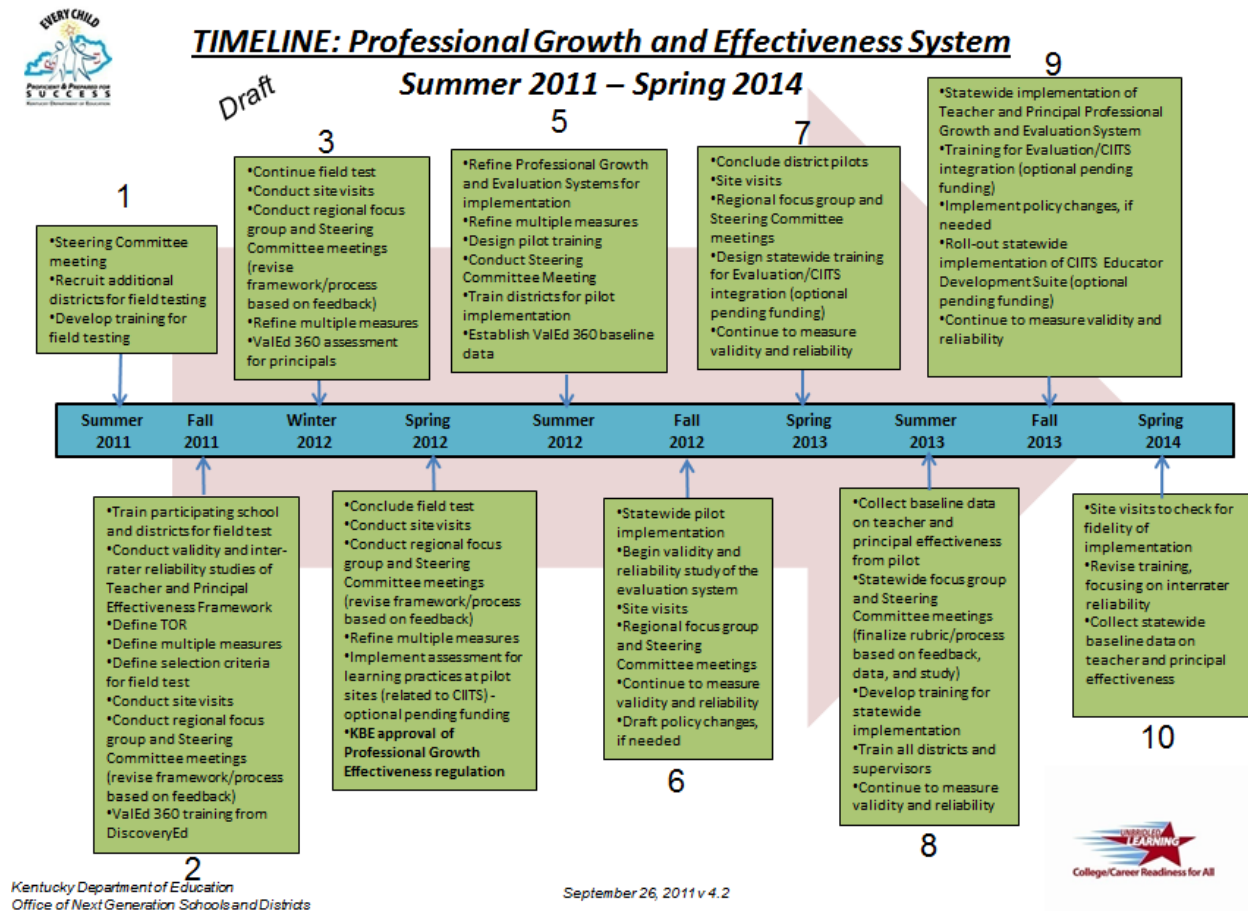 EVERY CHILD
PROFICIENT & PREPARED FOR
SUCCESS
KENTUCKY DEPARTMENT OF EDUCATION
TIMELINE: Professional Growth and Effectiveness System
Summer 2011 – Spring 2014
Draft
1
•Steering Committee
meeting
•Recruit additional
districts for field testing
•Develop training for
field testing
3
•Continue field test
•Conduct site visits
•Conduct regional focus
group and Steering
Committee meetings
(revise
framework/process
based on feedback)
•Refine multiple measures
•ValEd 360 assessment
for principals
5
•Refine Professional Growth
and Evaluation Systems for
implementation
•Refine multiple measures
•Design pilot training
•Conduct Steering
Committee Meeting
•Train districts for pilot
implementation
•Establish ValEd 360 baseline
data
7
•Conclude district pilots
•Site visits
•Regional focus group and
Steering Committee
meetings
•Design statewide training
for Evaluation/CIITS
integration (optional
pending funding)
•Continue to measure
validity and reliability
9
•Statewide implementation of
Teacher and Principal Professional
Growth and Evaluation System
•Training for Evaluation/CIITS
integration (optional pending
funding)
•Implement policy changes, if
needed
•Roll-out statewide
implementation of CIITS Educator
Development Suite (optional
pending funding)
•Continue to measure validity and
reliability
Summer Fall Winter Spring Summer Fall Spring Summer Fall Spring
2011 2011 2012 2012 2012 2012 2013 2013 2013 2014
•Train participating school
and districts for field test
•Conduct validity and inter-
rater reliability studies of
Teacher and Principal
Effectiveness Framework
•Define TOR
•Define multiple measures
•Define selection criteria
for field test
•Conduct site visits
•Conduct regional focus
group and Steering
Committee meetings
(revise framework/process
based on feedback)
•ValEd 360 training from
DiscoveryEd
2
•Conclude field test
•Conduct site visits
•Conduct regional focus
group and Steering
Committee meetings
(revise framework/process
based on feedback)
•Refine multiple measures
•Implement assessment for
learning practices at pilot
sites (related to CIITS) -
optional pending funding
•KBE approval of
Professional Growth
Effectiveness regulation
•Statewide pilot
implementation
•Begin validity and
reliability study of the
evaluation system
•Site visits
•Regional focus group
and Steering
Committee meetings
•Continue to measure
validity and reliability
•Draft policy changes,
if needed
6
•Collect baseline data
on teacher and
principal effectiveness
from pilot
•Statewide focus group
and Steering
Committee meetings
(finalize rubric/process
based on feedback,
data, and study)
•Develop training for
statewide
implementation
•Train all districts and
supervisors
•Continue to measure
validity and reliability
8
•Site visits to check for
fidelity of
implementation
•Revise training,
focusing on interrater
reliability
•Collect statewide
baseline data on
teacher and principal
effectiveness
10
UNBRIDLED
LEARNING
College/Career Readiness for All
Kentucky Department of Education
Office of Next Generation Schools and Districts
September 26, 2011 v 4.2